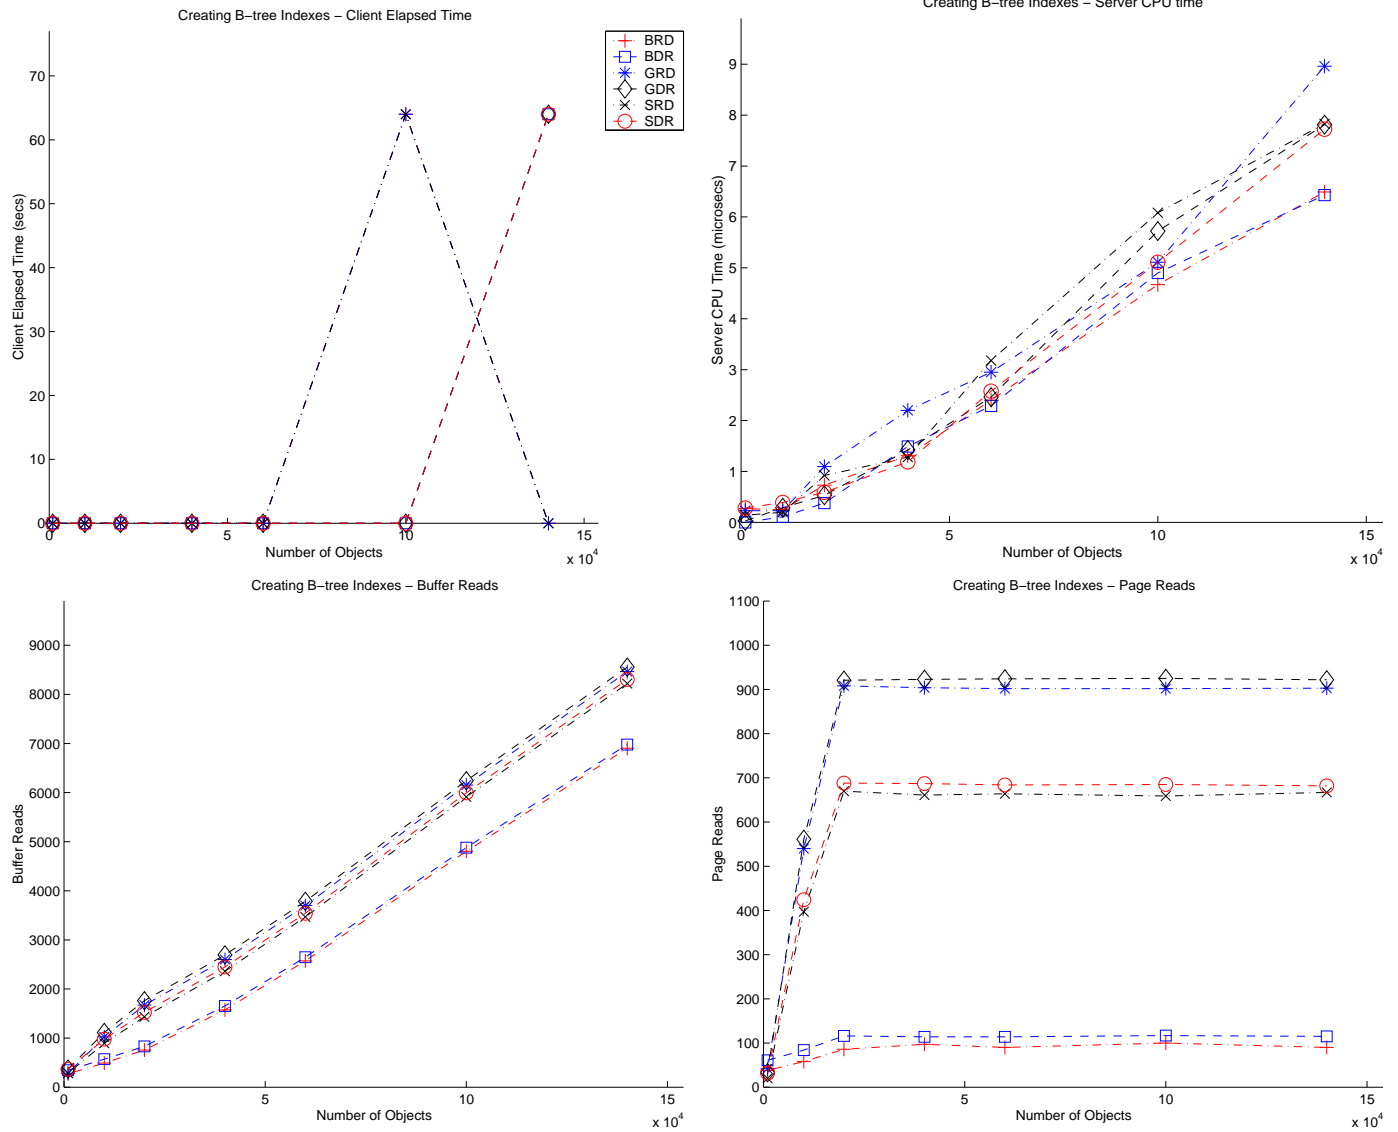 Creating B−tree Indexes − Client Elapsed Time
70
60
50
40
30
20
10
0
0
5
10
15
x 10^4
Client Elapsed Time (secs)
Number of Objects
BRD
BDR
GRD
GDR
SRD
SDR
Creating B−tree Indexes − Server CPU time
9
8
7
6
5
4
3
2
1
0
0
5
10
15
x 10^4
Server CPU Time (microsecs)
Number of Objects
Creating B−tree Indexes − Buffer Reads
9000
8000
7000
6000
5000
4000
3000
2000
1000
0
0
5
10
15
x 10^4
Buffer Reads
Number of Objects
Creating B−tree Indexes − Page Reads
1100
1000
900
800
700
600
500
400
300
200
100
0
0
5
10
15
x 10^4
Page Reads
Number of Objects